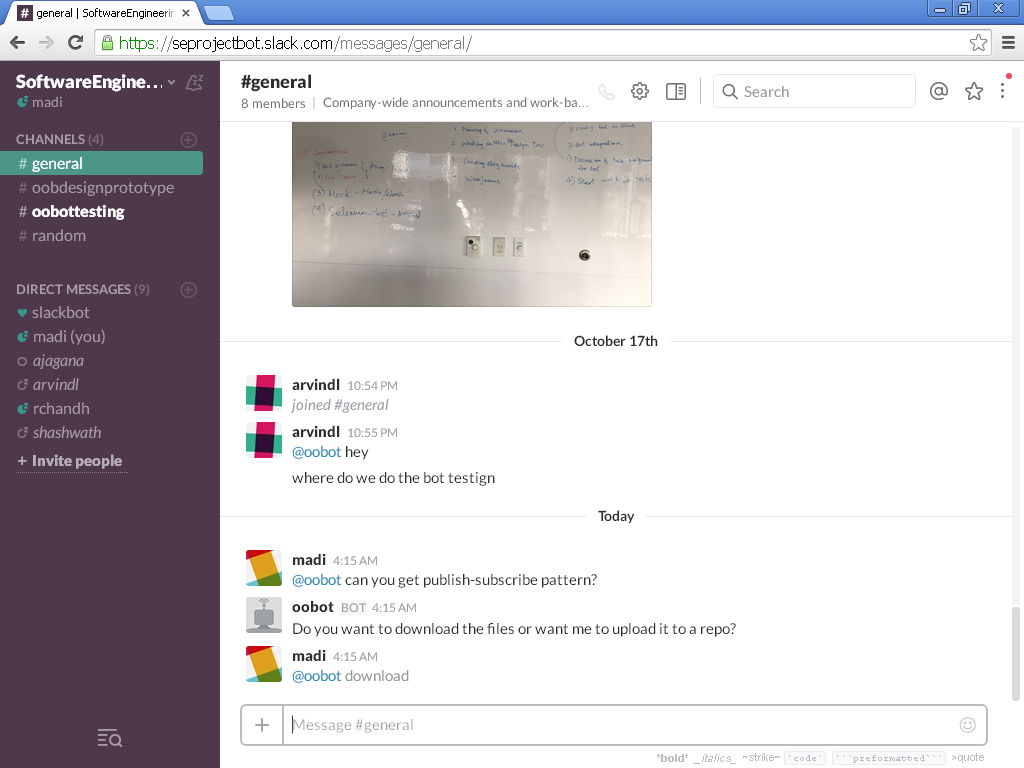 general | SoftwareEngineerin
https://seprojectbot.slack.com/messages/general/
SoftwareEngine...
madi
CHANNELS (4)
# general
# oobdesignprototype
# oobottesting
# random
DIRECT MESSAGES (9)
slackbot
madi (you)
ajagana
arvindl
rchandh
shashwath
+ Invite people
#general
8 members | Company-wide announcements and work-ba...
Search
(3) Mock -
(4) Selenium - bot -
October 17th
arvindl 10:54 PM
joined #general
arvindl 10:55 PM
@oobot hey
where do we do the bot testign
Today
madi 4:15 AM
@oobot can you get publish-subscribe pattern?
oobot BOT 4:15 AM
Do you want to download the files or want me to upload it to a repo?
madi 4:15 AM
@oobot download
Message #general
*bold* _italics_ ~strike~ `code` ```preformatted``` >quote